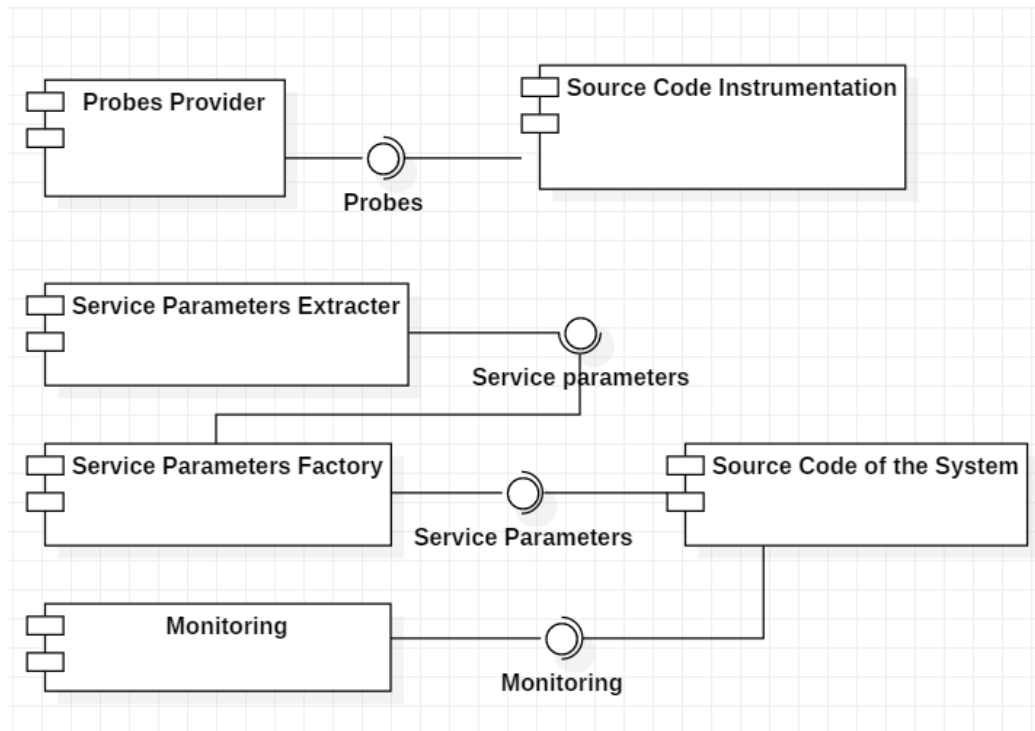 Probes Provider
Source Code Instrumentation
Probes
Service Parameters Extracter
Service parameters
Service Parameters Factory
Source Code of the System
Service Parameters
Monitoring
Monitoring